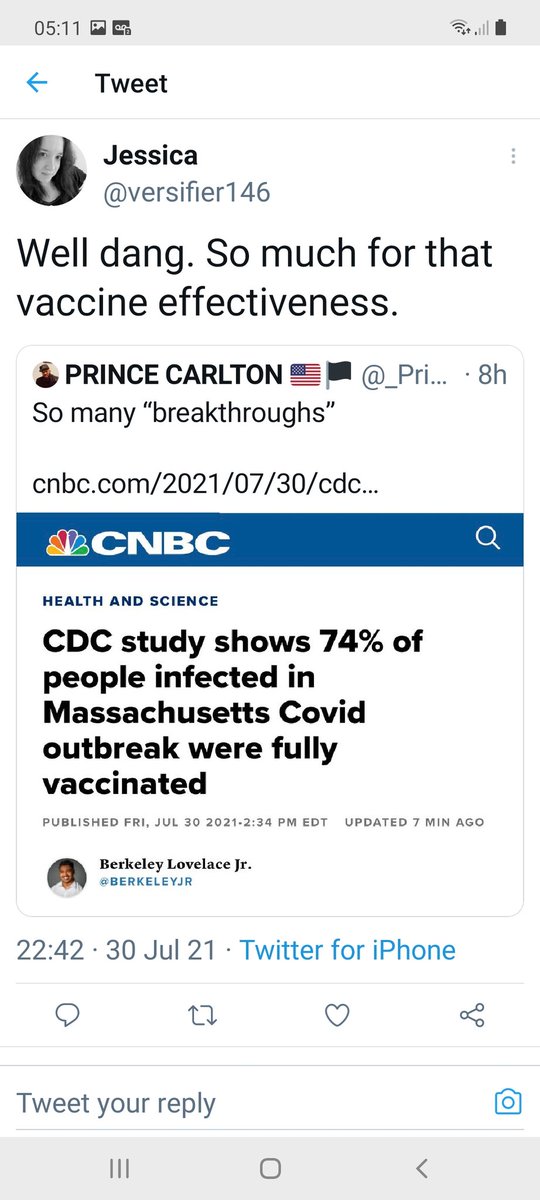 05:11
Tweet
Jessica
@versifier146
Well dang. So much for that
vaccine effectiveness.
PRINCE CARLTON 🇺🇸🏴 @_Pri... · 8h
So many “breakthroughs”
cnbc.com/2021/07/30/cdc...
CNBC
HEALTH AND SCIENCE
CDC study shows 74% of
people infected in
Massachusetts Covid
outbreak were fully
vaccinated
PUBLISHED FRI, JUL 30 2021•2:34 PM EDT UPDATED 7 MIN AGO
Berkeley Lovelace Jr.
@BERKELEYJR
22:42 · 30 Jul 21 · Twitter for iPhone
Tweet your reply